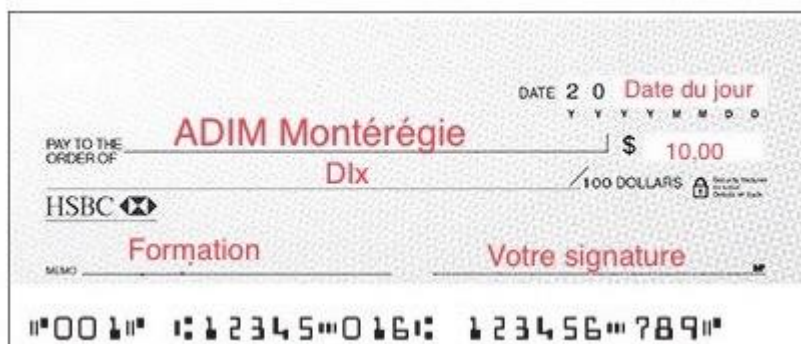 DATE 2 0 Date du jour
Y Y Y Y M M D D
PAY TO THE ORDER OF ADIM Montérégie $ 10.00
DIx /100 DOLLARS
HSBC
MEMO Formation Votre signature
MP
⑈001⑈ ⑆12345⑉016⑆ 123456⑉789⑈